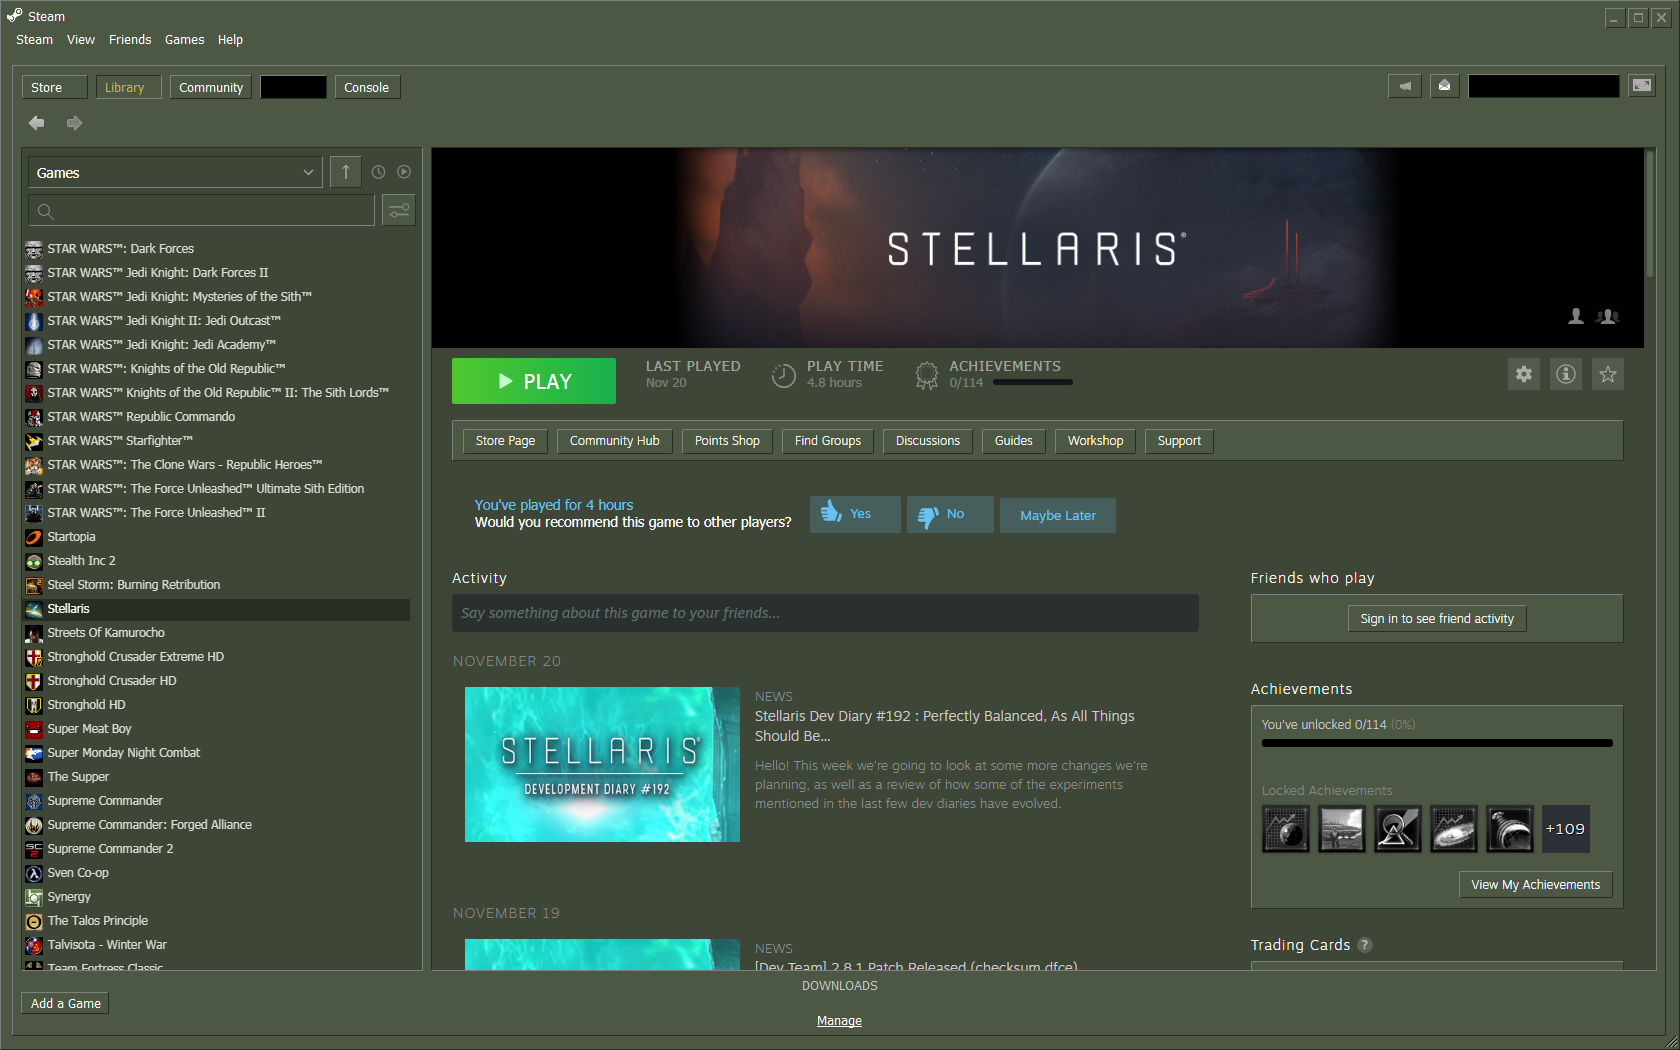 Steam
Steam View Friends Games Help
Store Library Community Console
Games
STAR WARS™: Dark Forces
STAR WARS™ Jedi Knight: Dark Forces II
STAR WARS™ Jedi Knight: Mysteries of the Sith™
STAR WARS™ Jedi Knight II: Jedi Outcast™
STAR WARS™ Jedi Knight: Jedi Academy™
STAR WARS™: Knights of the Old Republic™
STAR WARS™ Knights of the Old Republic™ II: The Sith Lords™
STAR WARS™ Republic Commando
STAR WARS™ Starfighter™
STAR WARS™: The Clone Wars - Republic Heroes™
STAR WARS™: The Force Unleashed™ Ultimate Sith Edition
STAR WARS™: The Force Unleashed™ II
Startopia
Stealth Inc 2
Steel Storm: Burning Retribution
Stellaris
Streets Of Kamurocho
Stronghold Crusader Extreme HD
Stronghold Crusader HD
Stronghold HD
Super Meat Boy
Super Monday Night Combat
The Supper
Supreme Commander
Supreme Commander: Forged Alliance
Supreme Commander 2
Sven Co-op
Synergy
The Talos Principle
Talvisota - Winter War
Team Fortress Classic
Add a Game
STELLARIS®
PLAY
LAST PLAYED
Nov 20
PLAY TIME
4.8 hours
ACHIEVEMENTS
0/114
Store Page Community Hub Points Shop Find Groups Discussions Guides Workshop Support
You've played for 4 hours
Would you recommend this game to other players?
Yes No Maybe Later
Activity
Say something about this game to your friends...
NOVEMBER 20
STELLARIS®
DEVELOPMENT DIARY #192
NEWS
Stellaris Dev Diary #192 : Perfectly Balanced, As All Things
Should Be...
Hello! This week we're going to look at some more changes we're
planning, as well as a review of how some of the experiments
mentioned in the last few dev diaries have evolved.
NOVEMBER 19
NEWS
[Dev Team] 2.8.1 Patch Released (checksum dfce)
Friends who play
Sign in to see friend activity
Achievements
You've unlocked 0/114 (0%)
Locked Achievements
+109
View My Achievements
Trading Cards ?
DOWNLOADS
Manage